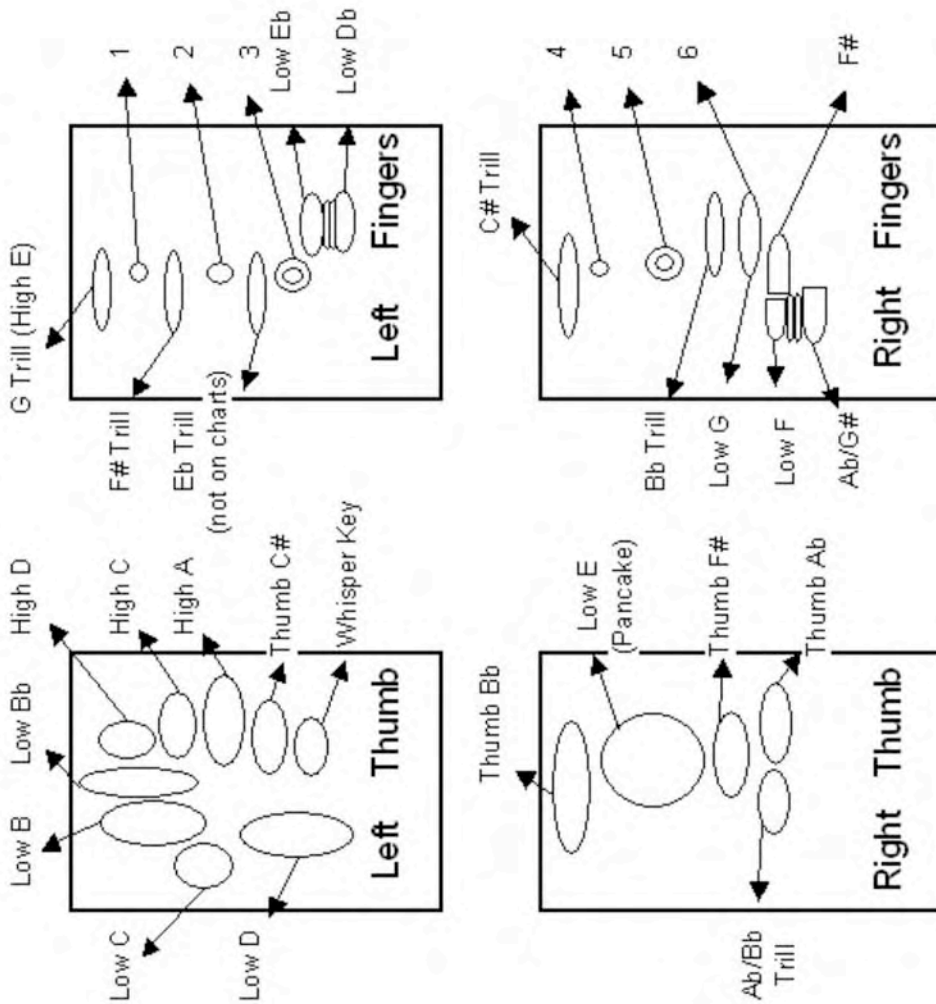 Low B
Low Bb
High D
Low C
High C
High A
Low D
Thumb C#
Whisper Key
Left Thumb
G Trill (High E)
F# Trill
1
Eb Trill
(not on charts)
2
3
Low Eb
Low Db
Left Fingers
Thumb Bb
Low E
(Pancake)
Thumb F#
Ab/Bb
Trill
Thumb Ab
Right Thumb
C# Trill
4
5
Bb Trill
6
Low G
Low F
Ab/G#
F#
Right Fingers